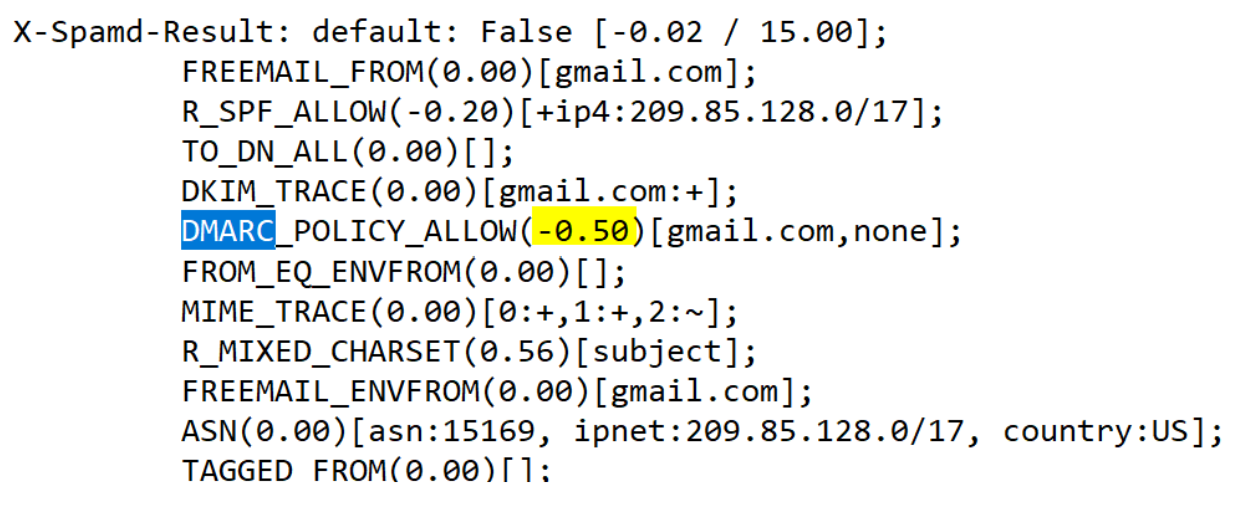 X-Spamd-Result: default: False [-0.02 / 15.00];
FREEMAIL_FROM(0.00)[gmail.com];
R_SPF_ALLOW(-0.20)[+ip4:209.85.128.0/17];
TO_DN_ALL(0.00)[];
DKIM_TRACE(0.00)[gmail.com:+];
DMARC_POLICY_ALLOW(-0.50)[gmail.com,none];
FROM_EQ_ENVFROM(0.00)[];
MIME_TRACE(0.00)[0:+,1:+,2:~];
R_MIXED_CHARSET(0.56)[subject];
FREEMAIL_ENVFROM(0.00)[gmail.com];
ASN(0.00)[asn:15169, ipnet:209.85.128.0/17, country:US];
TAGGED_FROM(0.00)[];